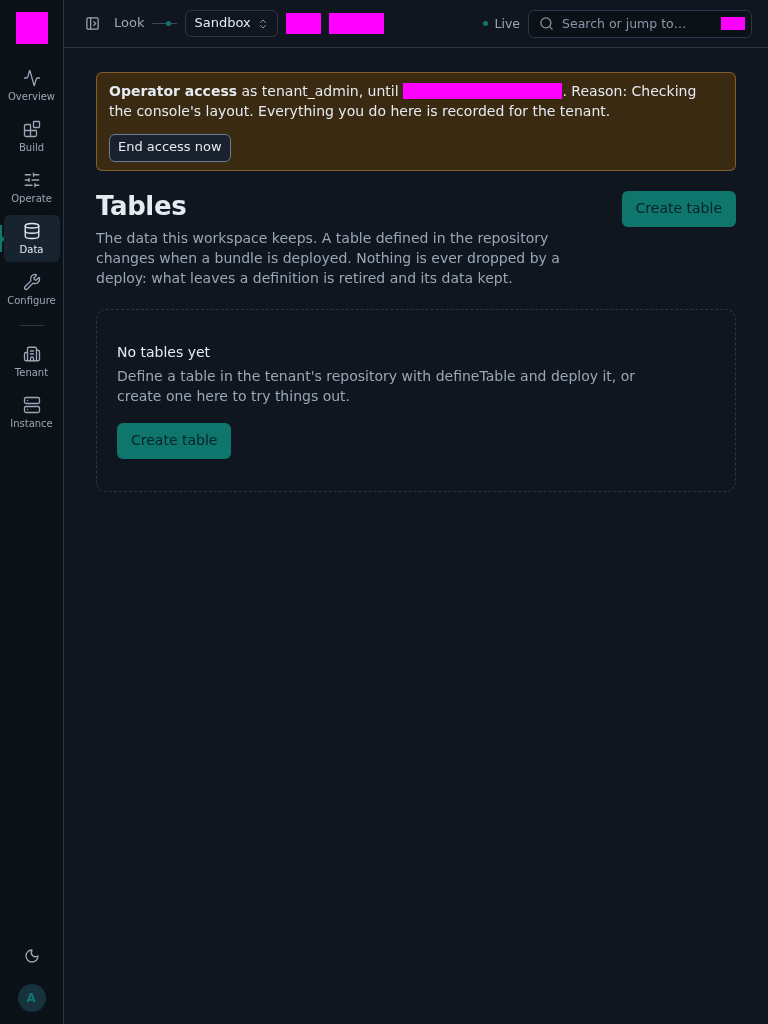 Look
Sandbox
Live
Search or jump to…
Overview
Build
Operate
Data
Configure
Tenant
Instance
A
Operator access as tenant_admin, until . Reason: Checking
the console's layout. Everything you do here is recorded for the tenant.
End access now
Tables
Create table
The data this workspace keeps. A table defined in the repository
changes when a bundle is deployed. Nothing is ever dropped by a
deploy: what leaves a definition is retired and its data kept.
No tables yet
Define a table in the tenant's repository with defineTable and deploy it, or
create one here to try things out.
Create table